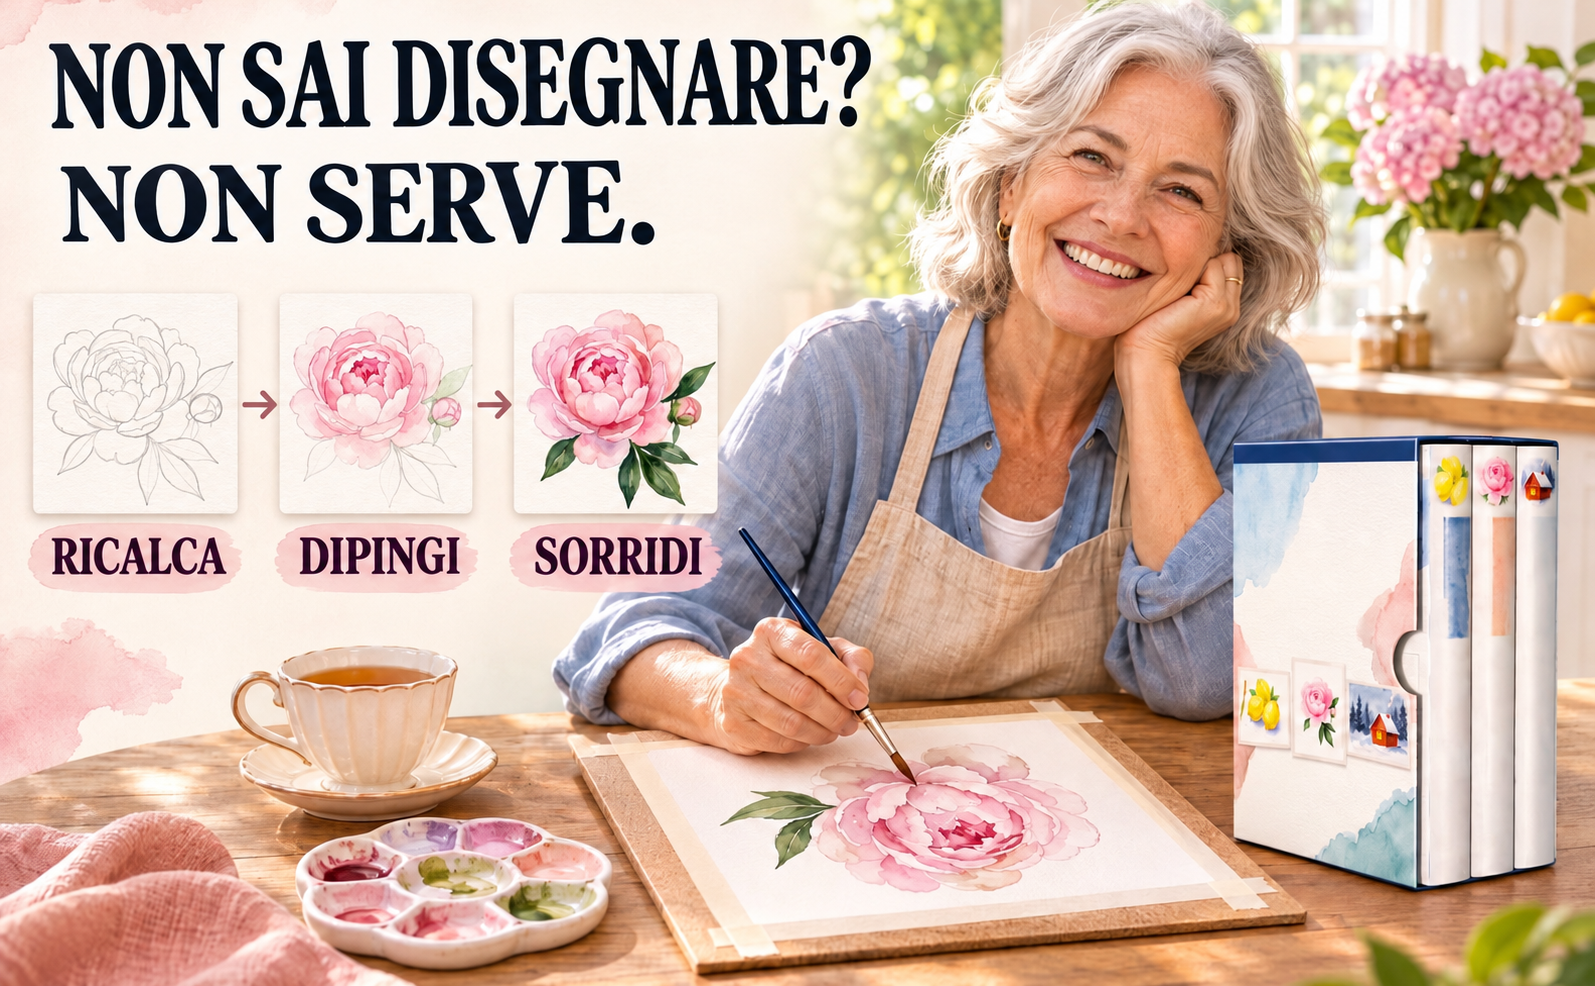 NON SAI DISEGNARE?
NON SERVE.
RICALCA
DIPINGI
SORRIDI